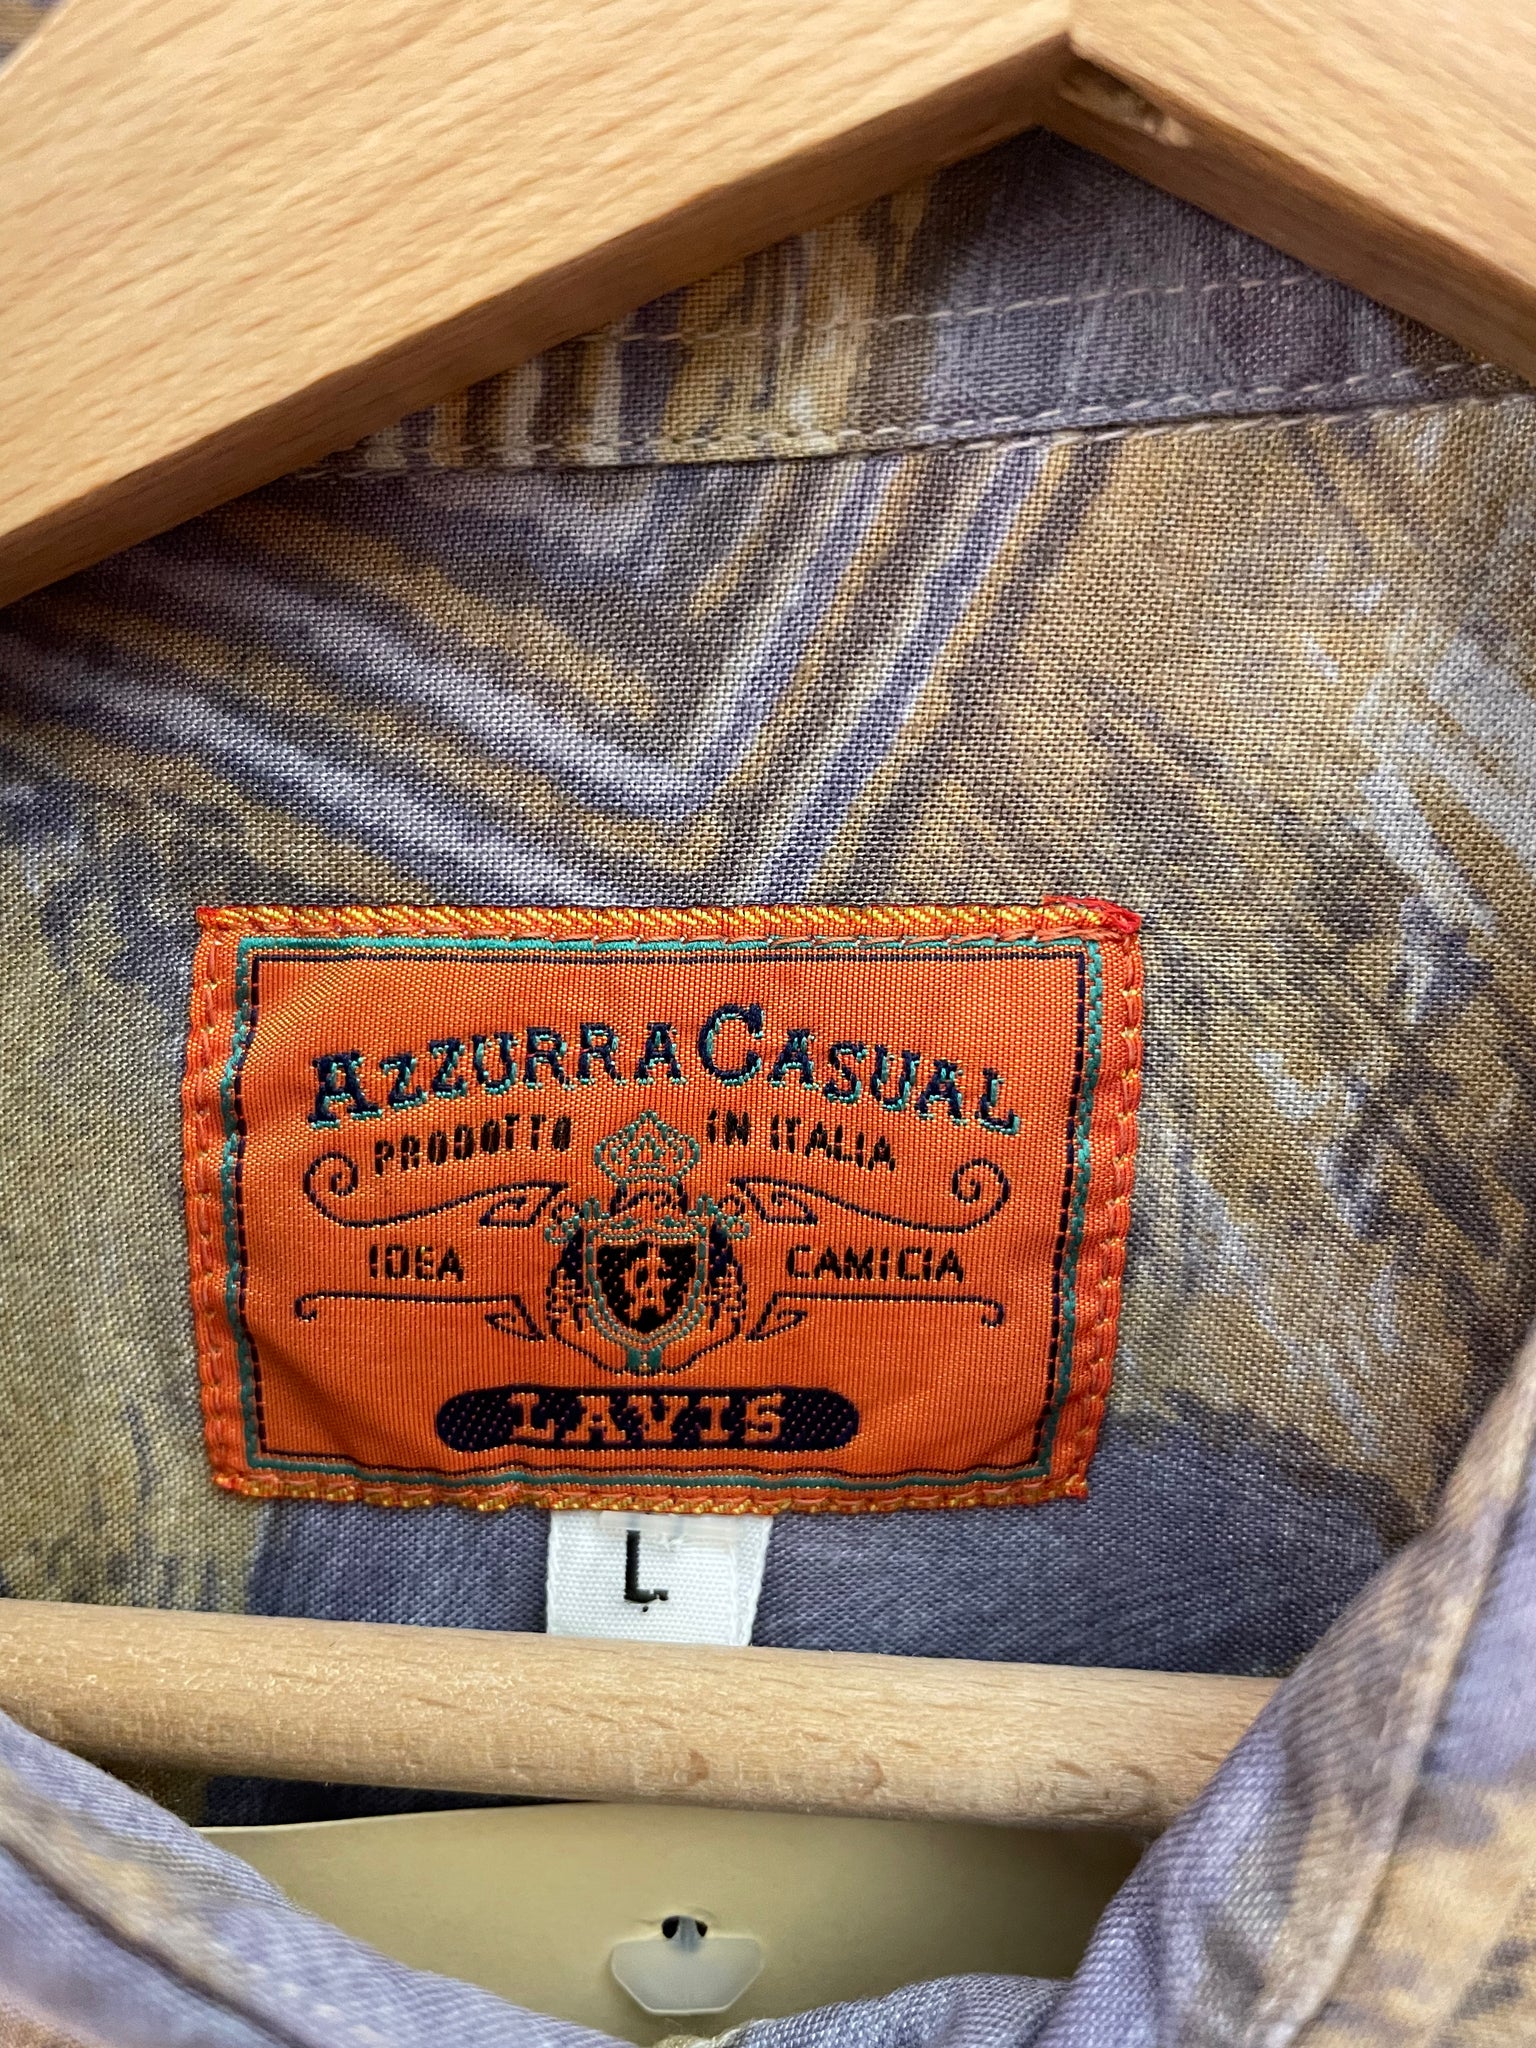 AZZURRA CASUAL
PRODOTTO IN ITALIA
IDEA CAMICIA
LAVIS
L